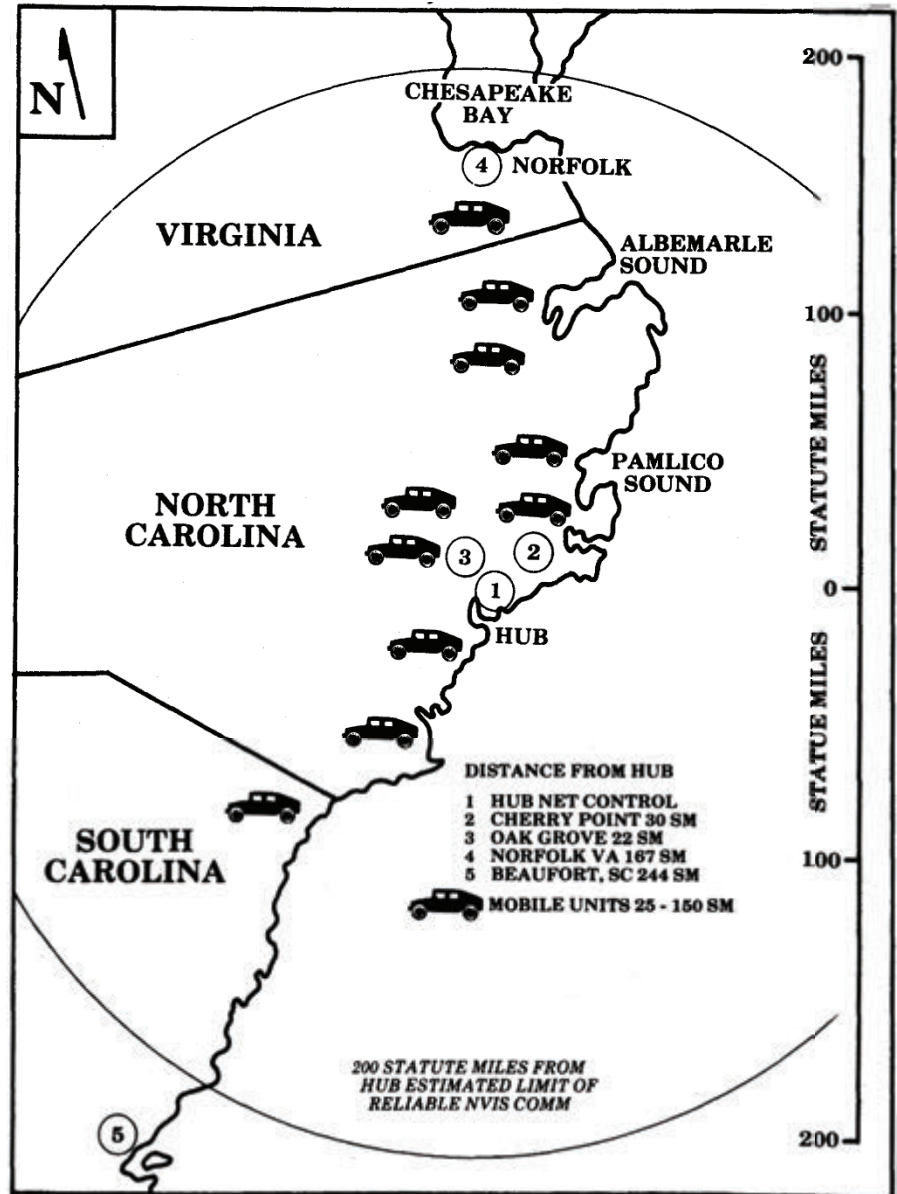 N
200
CHESAPEAKE
BAY
4
NORFOLK
VIRGINIA
ALBEMARLE
SOUND
100
STATUTE MILES
PAMLICO
SOUND
NORTH
CAROLINA
3
2
1
0
HUB
STATUE MILES
DISTANCE FROM HUB
1 HUB NET CONTROL
2 CHERRY POINT 30 SM
3 OAK GROVE 22 SM
4 NORFOLK VA 167 SM
5 BEAUFORT, SC 244 SM
MOBILE UNITS 25 - 150 SM
SOUTH
CAROLINA
100
200 STATUTE MILES FROM
HUB ESTIMATED LIMIT OF
RELIABLE NVIS COMM
5
200